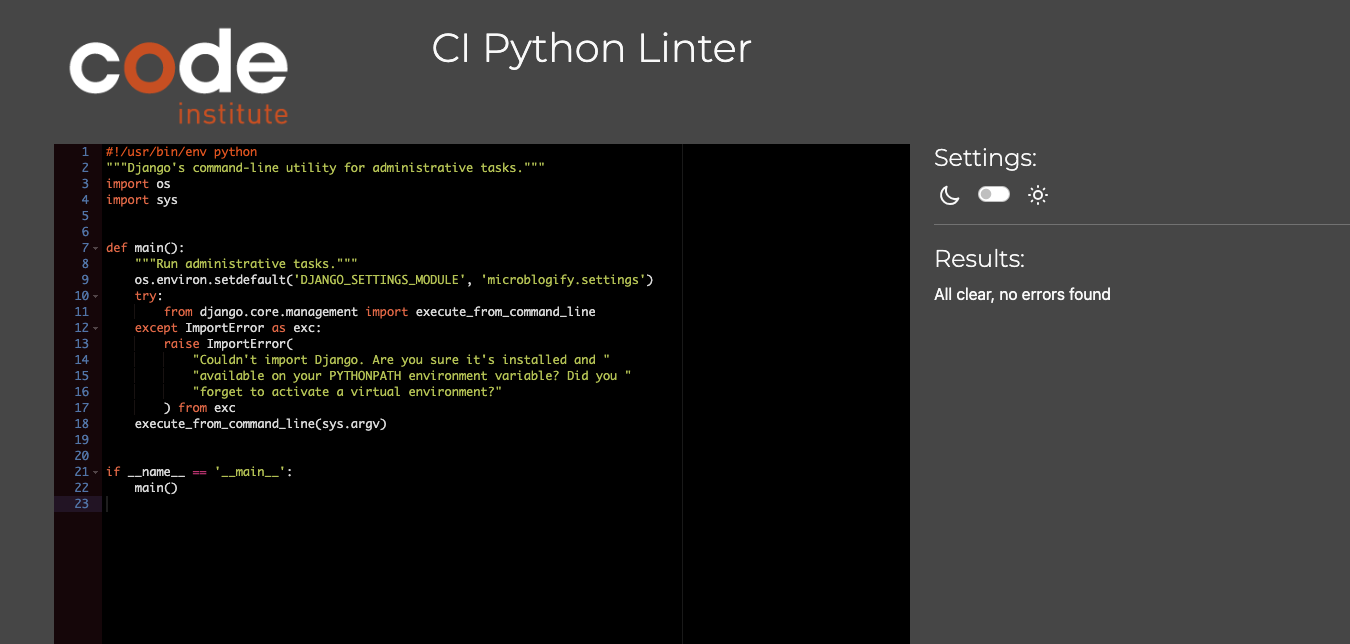 code
institute
CI Python Linter
1 #!/usr/bin/env python
2 """Django's command-line utility for administrative tasks."""
3 import os
4 import sys
5
6
7 def main():
8     """Run administrative tasks."""
9     os.environ.setdefault('DJANGO_SETTINGS_MODULE', 'microblogify.settings')
10     try:
11         from django.core.management import execute_from_command_line
12     except ImportError as exc:
13         raise ImportError(
14             "Couldn't import Django. Are you sure it's installed and "
15             "available on your PYTHONPATH environment variable? Did you "
16             "forget to activate a virtual environment?"
17         ) from exc
18     execute_from_command_line(sys.argv)
19
20
21 if __name__ == '__main__':
22     main()
23
Settings:
Results:
All clear, no errors found